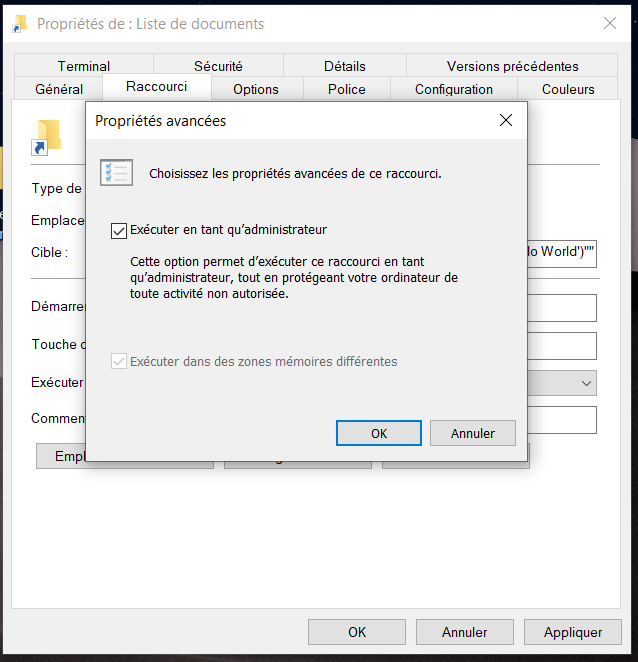 Propriétés de : Liste de documents
Terminal Sécurité Détails Versions précédentes
Général Raccourci Options Police Configuration Couleurs
Propriétés avancées
Choisissez les propriétés avancées de ce raccourci.
Type de
Exécuter en tant qu'administrateur
Emplace
Cible : lo World')""
Cette option permet d'exécuter ce raccourci en tant
qu'administrateur, tout en protégeant votre ordinateur de
toute activité non autorisée.
Démarrer
Touche d
Exécuter dans des zones mémoires différentes
Exécuter
Comment
OK Annuler
Empl
OK Annuler Appliquer